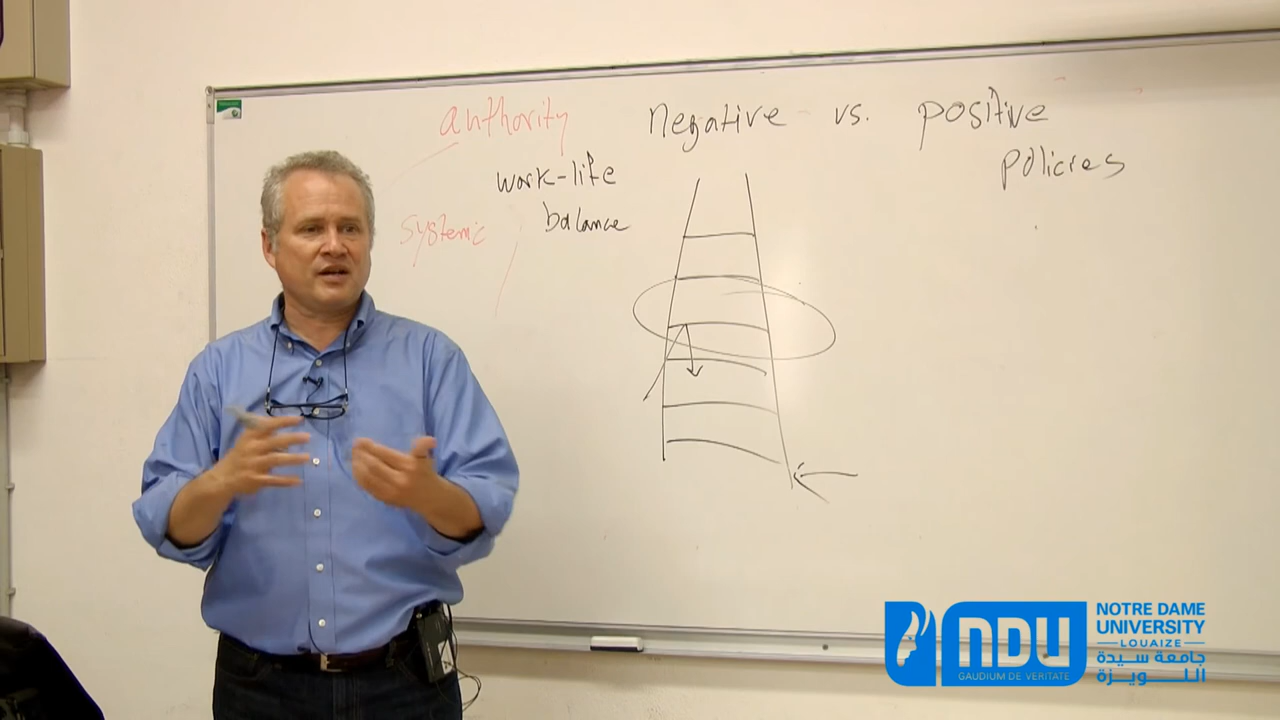 authority
negative vs. positive
policies
work-life
balance
systemic
NDU
GAUDIUM DE VERITATE
NOTRE DAME
UNIVERSITY
LOUAIZE
جامعة سيدة
اللويزة